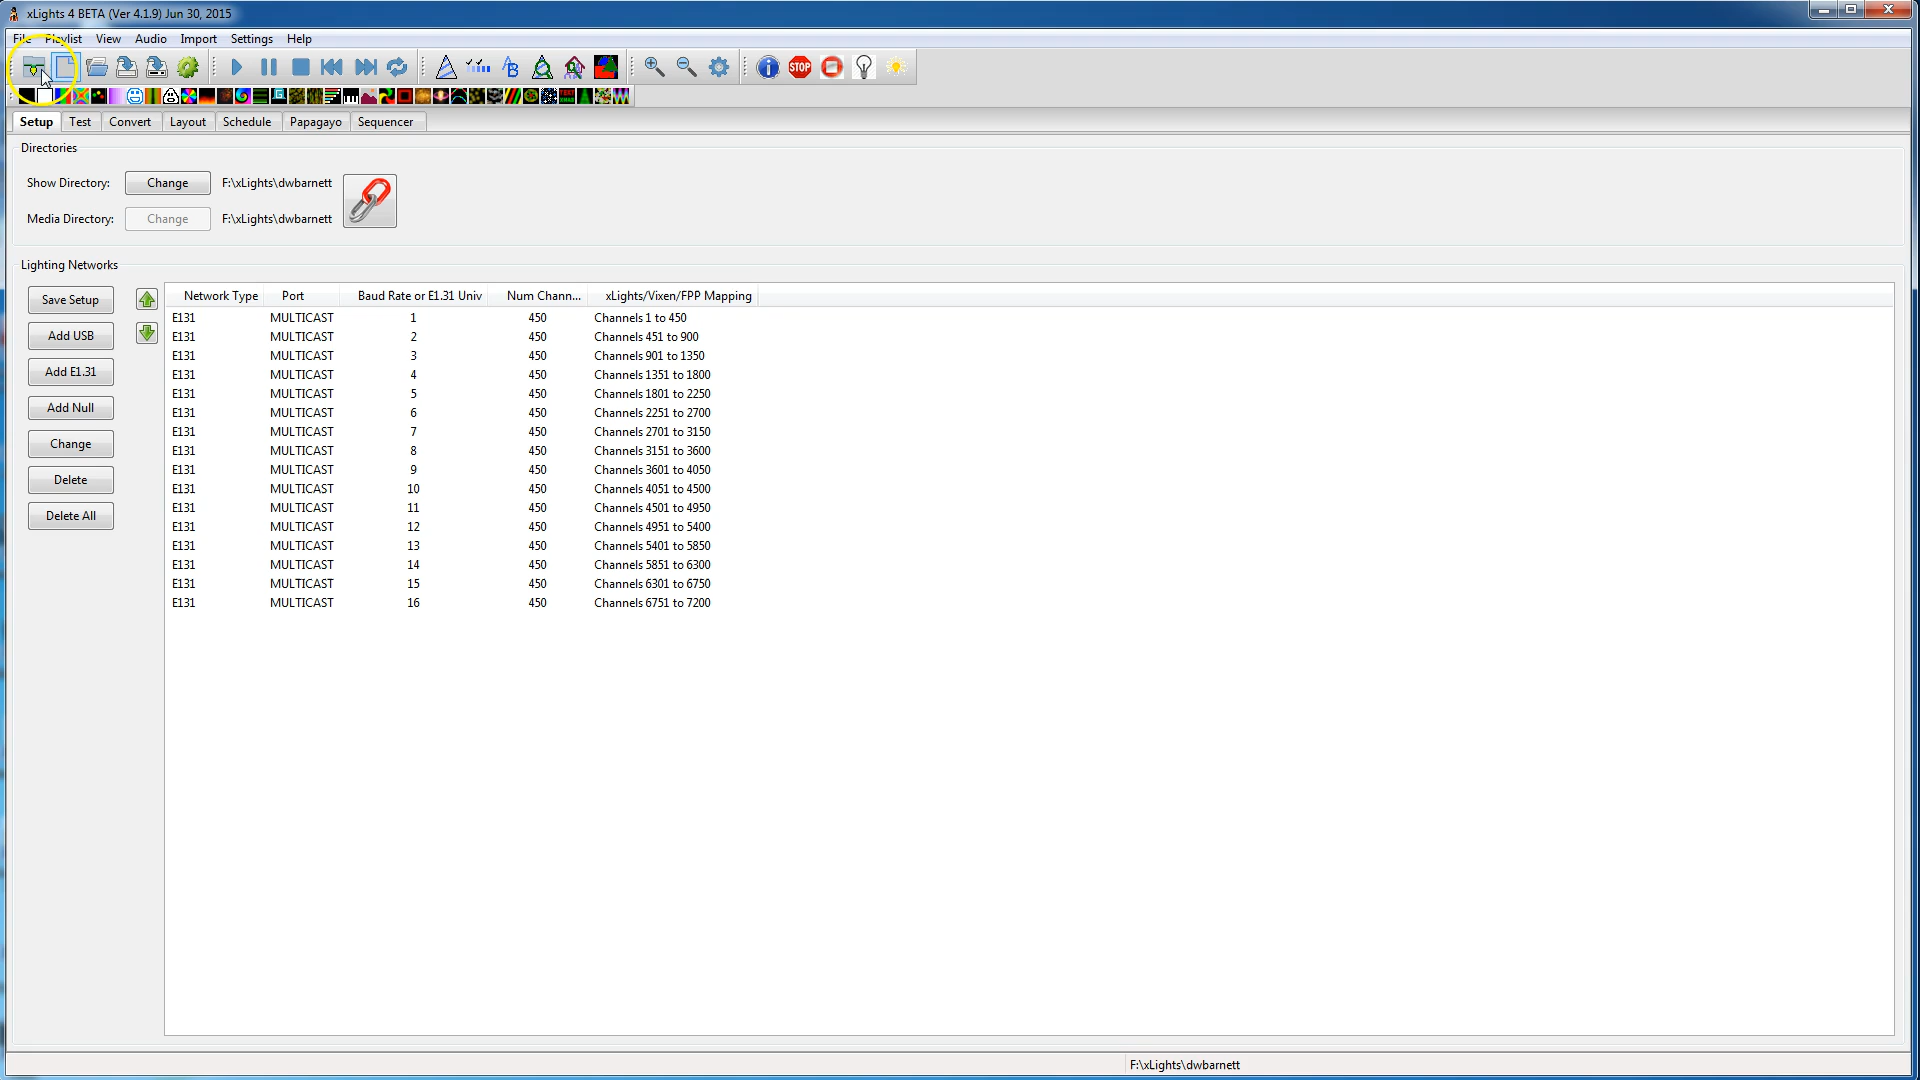 xLights 4 BETA (Ver 4.1.9) Jun 30, 2015
File Playlist View Audio Import Settings Help
STOP
Setup Test Convert Layout Schedule Papagayo Sequencer
Directories
Show Directory: Change F:\xLights\dwbarnett
Media Directory: Change F:\xLights\dwbarnett
Lighting Networks
Save Setup
Add USB
Add E1.31
Add Null
Change
Delete
Delete All
Network Type Port Baud Rate or E1.31 Univ Num Chann... xLights/Vixen/FPP Mapping
E131 MULTICAST 1 450 Channels 1 to 450
E131 MULTICAST 2 450 Channels 451 to 900
E131 MULTICAST 3 450 Channels 901 to 1350
E131 MULTICAST 4 450 Channels 1351 to 1800
E131 MULTICAST 5 450 Channels 1801 to 2250
E131 MULTICAST 6 450 Channels 2251 to 2700
E131 MULTICAST 7 450 Channels 2701 to 3150
E131 MULTICAST 8 450 Channels 3151 to 3600
E131 MULTICAST 9 450 Channels 3601 to 4050
E131 MULTICAST 10 450 Channels 4051 to 4500
E131 MULTICAST 11 450 Channels 4501 to 4950
E131 MULTICAST 12 450 Channels 4951 to 5400
E131 MULTICAST 13 450 Channels 5401 to 5850
E131 MULTICAST 14 450 Channels 5851 to 6300
E131 MULTICAST 15 450 Channels 6301 to 6750
E131 MULTICAST 16 450 Channels 6751 to 7200
F:\xLights\dwbarnett